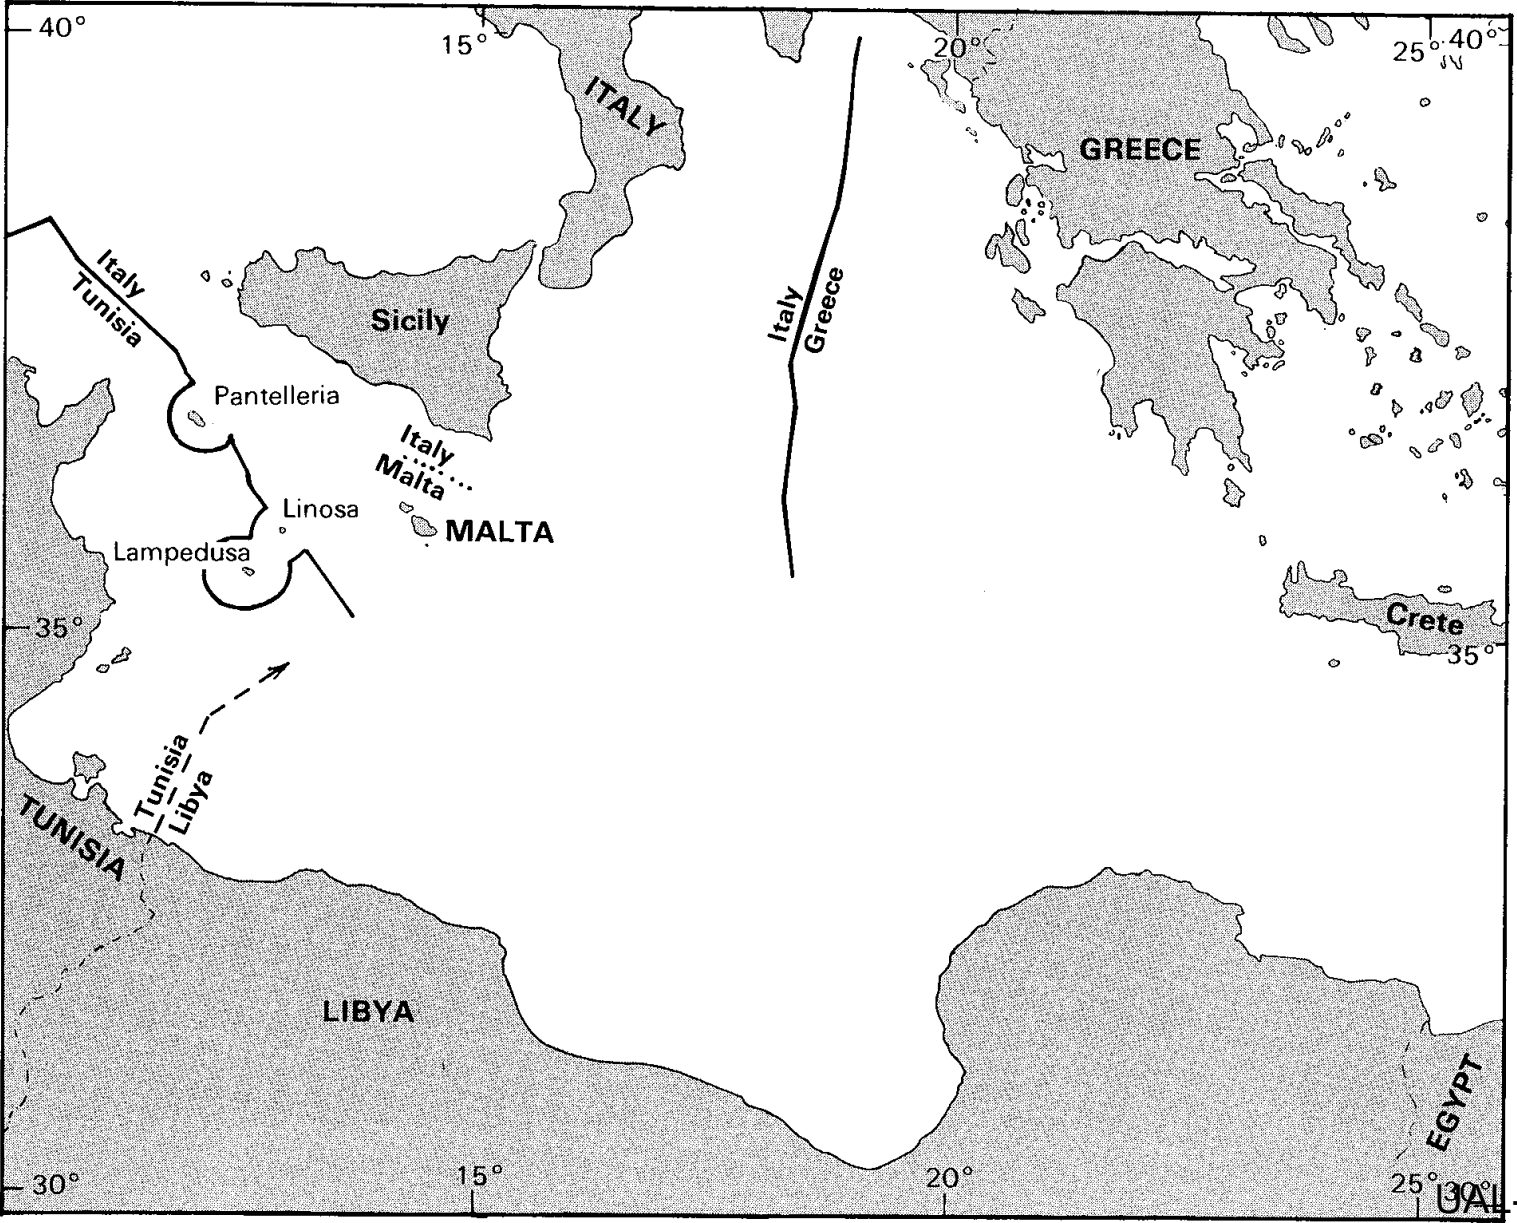 40°
15°
20°
25°
40°
ITALY
GREECE
Italy
Tunisia
Sicily
Italy
Greece
Pantelleria
Italy
Malta
Linosa
MALTA
Lampedusa
35°
Crete
35°
Tunisia
Libya
TUNISIA
LIBYA
EGYPT
30°
15°
20°
25°
30°